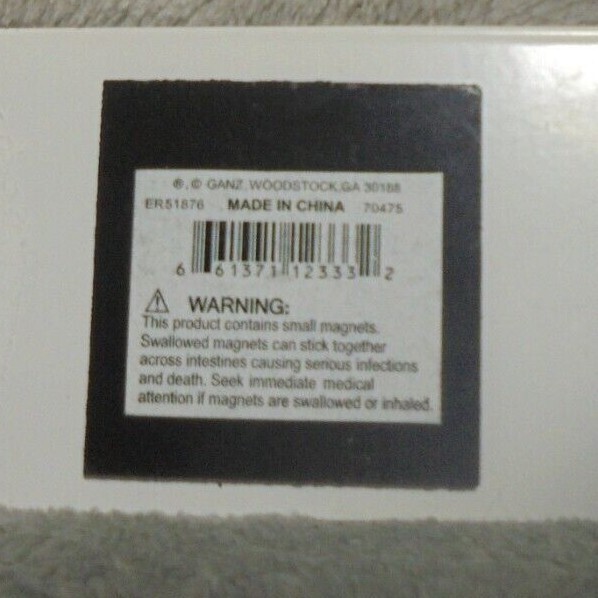 ®, © GANZ, WOODSTOCK, GA 30188
ER51876 MADE IN CHINA 70475
6 61371 12333 2
WARNING:
This product contains small magnets.
Swallowed magnets can stick together
across intestines causing serious infections
and death. Seek immediate medical
attention if magnets are swallowed or inhaled.